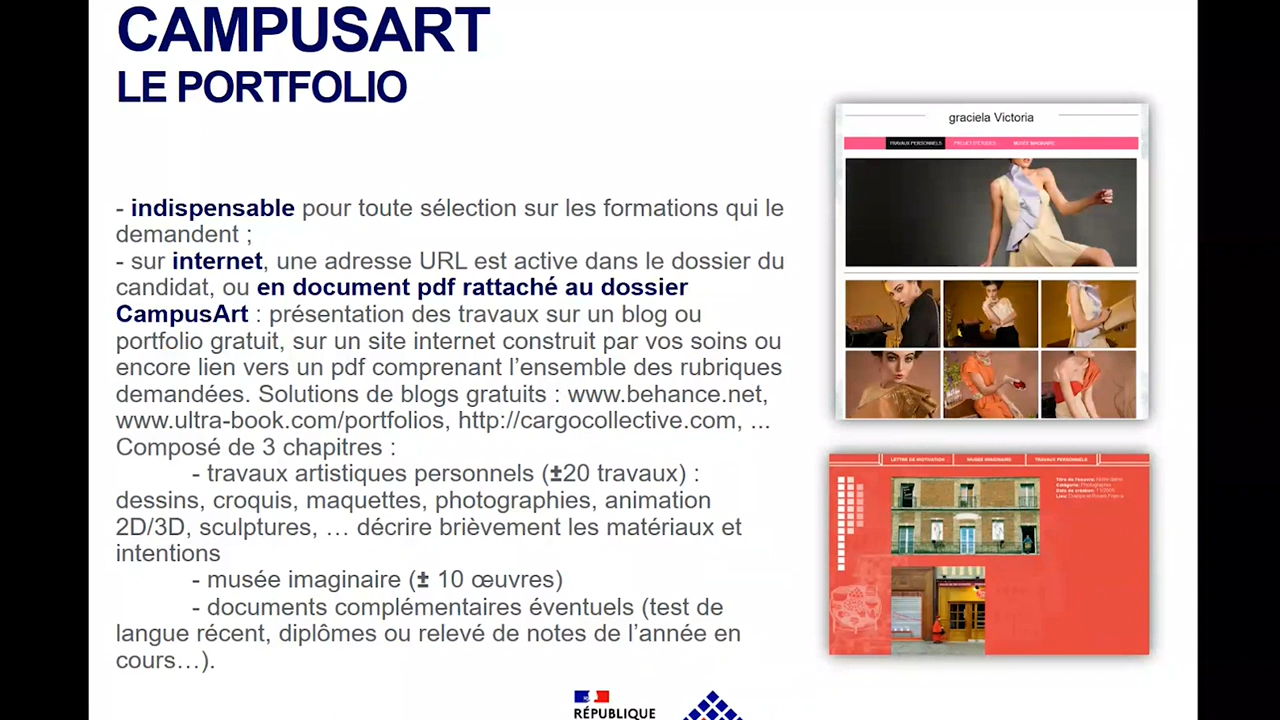 CAMPUSART
LE PORTFOLIO
- indispensable pour toute sélection sur les formations qui le
demandent ;
- sur internet, une adresse URL est active dans le dossier du
candidat, ou en document pdf rattaché au dossier
CampusArt : présentation des travaux sur un blog ou
portfolio gratuit, sur un site internet construit par vos soins ou
encore lien vers un pdf comprenant l’ensemble des rubriques
demandées. Solutions de blogs gratuits : www.behance.net,
www.ultra-book.com/portfolios, http://cargocollective.com, ...
Composé de 3 chapitres :
- travaux artistiques personnels (±20 travaux) :
dessins, croquis, maquettes, photographies, animation
2D/3D, sculptures, … décrire brièvement les matériaux et
intentions
- musée imaginaire (± 10 œuvres)
- documents complémentaires éventuels (test de
langue récent, diplômes ou relevé de notes de l’année en
cours…).
graciela Victoria
TRAVAUX PERSONNELS PROJET D'ETUDES MUSEE IMAGINAIRE
LETTRE DE MOTIVATION MUSEE IMAGINAIRE TRAVAUX PERSONNELS
RÉPUBLIQUE